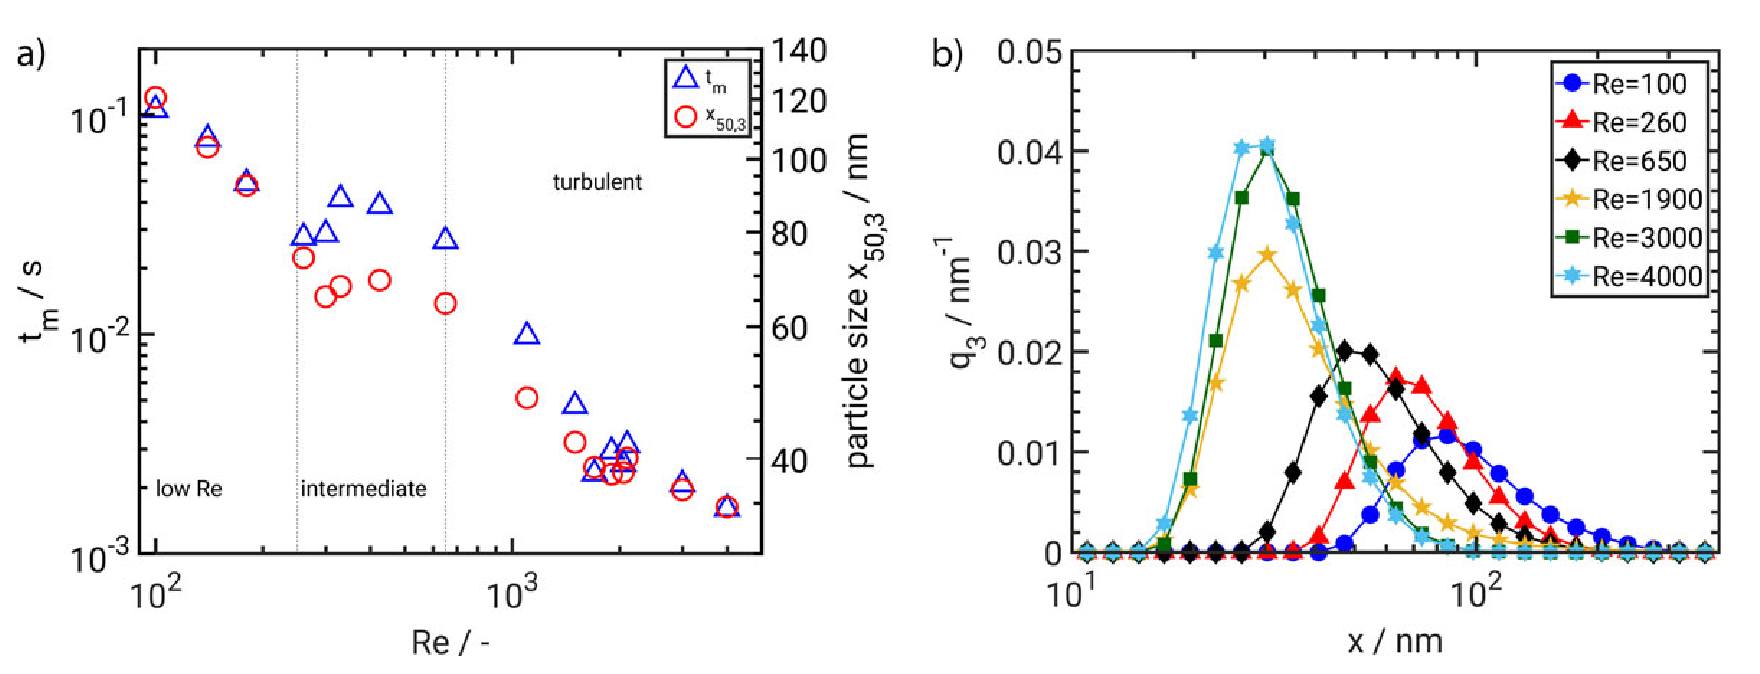 a)
10^-1
10^-2
10^-3
t_m / s
10^2
10^3
Re / -
low Re
intermediate
turbulent
t_m
x_50,3
140
120
100
80
60
40
particle size x_50,3 / nm
b)
0.05
0.04
0.03
0.02
0.01
0
q_3 / nm^-1
10^1
10^2
x / nm
Re=100
Re=260
Re=650
Re=1900
Re=3000
Re=4000